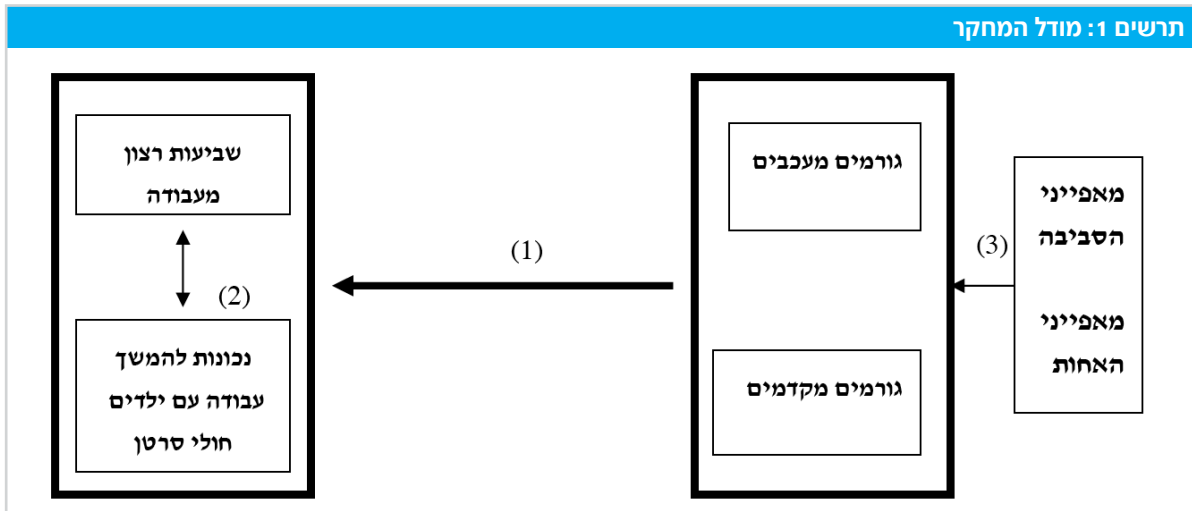 תרשים 1: מודל המחקר
מאפייני
הסביבה
מאפייני
האחות
(3)
גורמים מעכבים
גורמים מקדמים
(1)
שביעות רצון
מעבודה
(2)
נכונות להמשך
עבודה עם ילדים
חולי סרטן